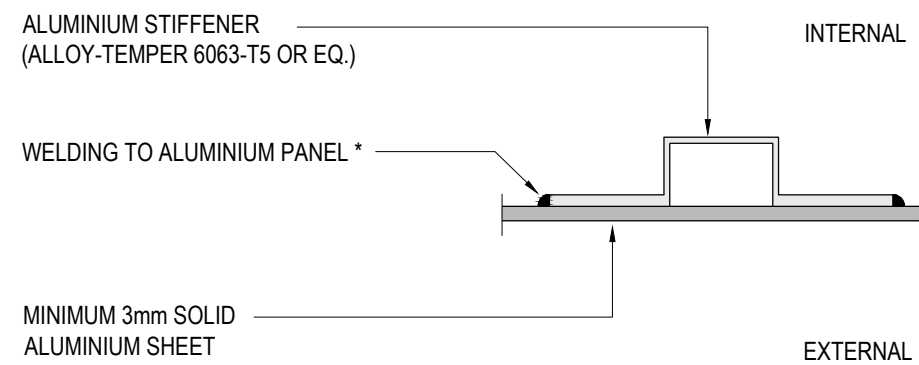 ALUMINIUM STIFFENER
(ALLOY-TEMPER 6063-T5 OR EQ.)
INTERNAL
WELDING TO ALUMINIUM PANEL *
MINIMUM 3mm SOLID
ALUMINIUM SHEET
EXTERNAL